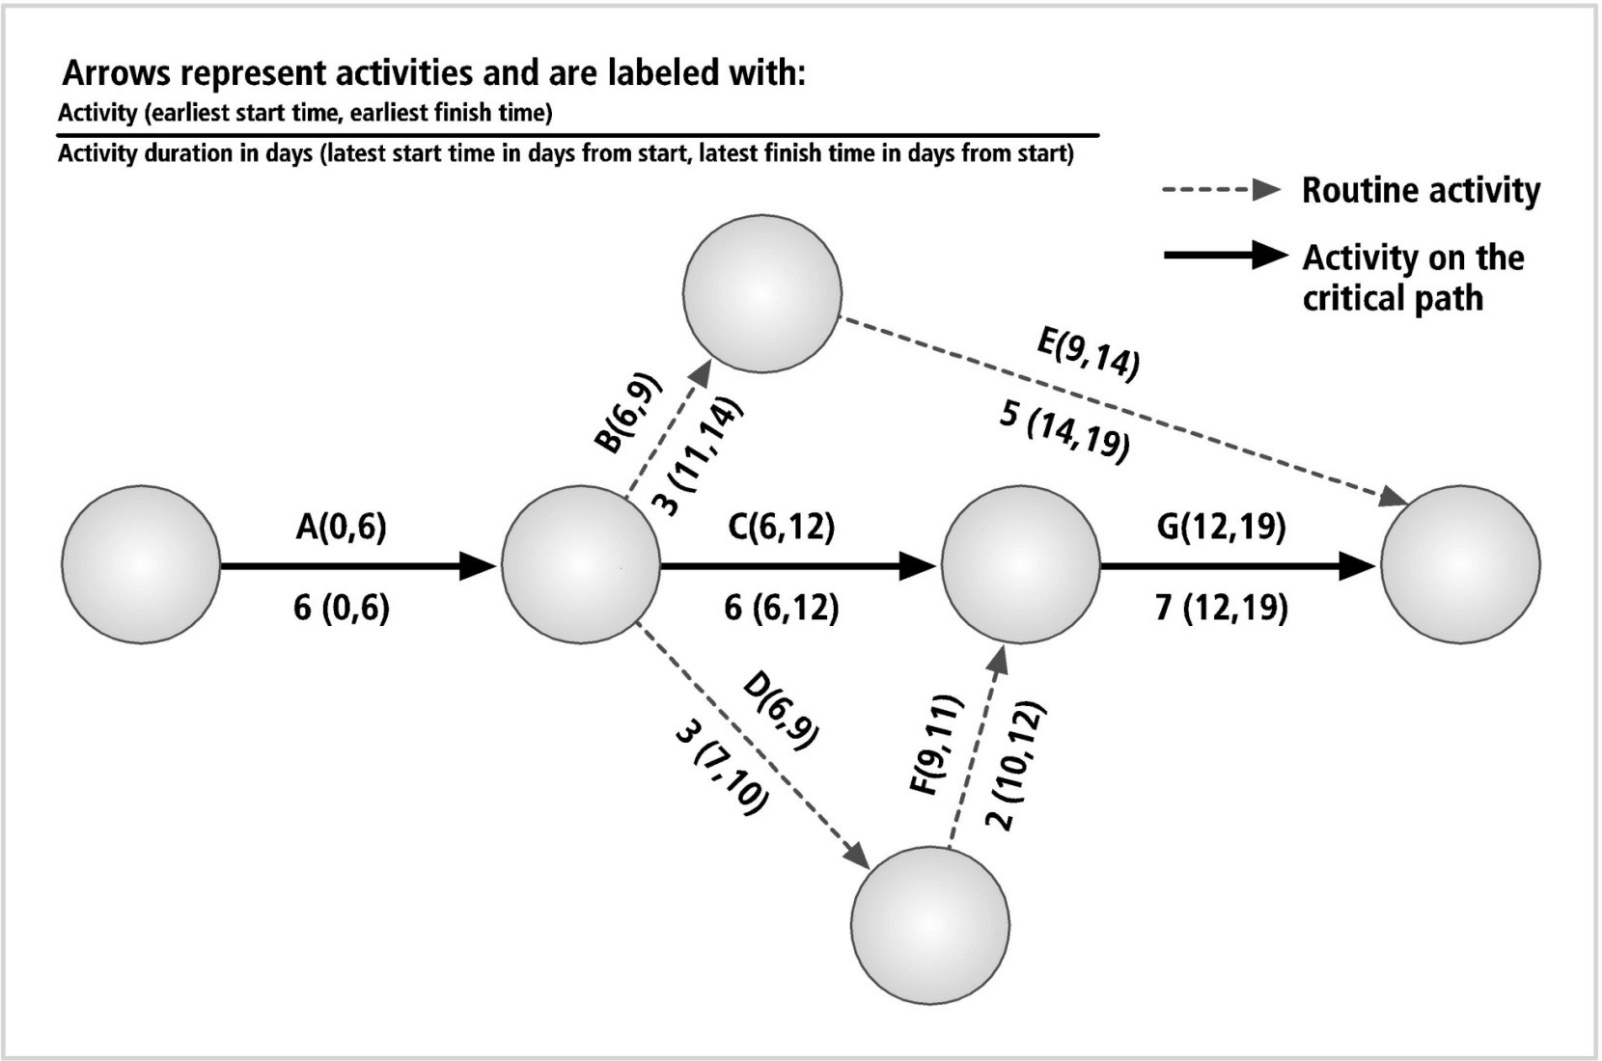 Arrows represent activities and are labeled with:
Activity (earliest start time, earliest finish time)
Activity duration in days (latest start time in days from start, latest finish time in days from start)
Routine activity
Activity on the
critical path
E(9,14)
5 (14,19)
B(6,9)
3 (11,14)
A(0,6)
6 (0,6)
C(6,12)
6 (6,12)
G(12,19)
7 (12,19)
D(6,9)
3 (7,10)
F(9,11)
2 (10,12)